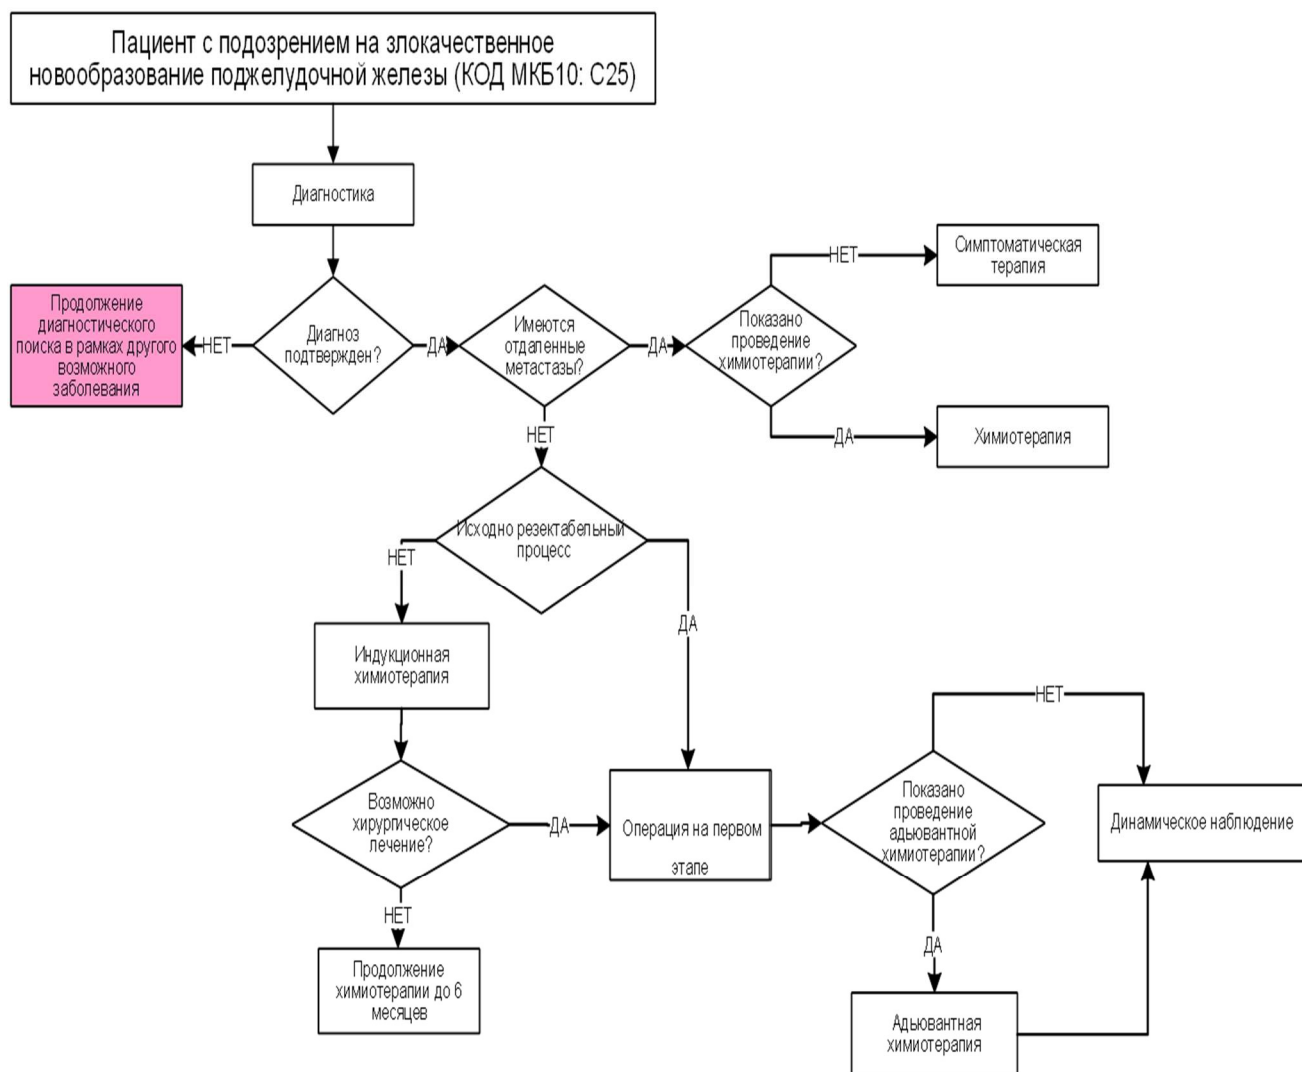 Пациент с подозрением на злокачественное
новообразование поджелудочной железы (КОД МКБ10: С25)
Диагностика
Продолжение
диагностического
поиска в рамках другого
возможного
заболевания
НЕТ
Диагноз
подтвержден?
ДА
Имеются
отдаленные
метастазы?
ДА
Показано
проведение
химиотерапии?
НЕТ
Симптоматическая
терапия
ДА
Химиотерапия
НЕТ
Исходно резектабельный
процесс
НЕТ
ДА
Индукционная
химиотерапия
Возможно
хирургическое
лечение?
ДА
Операция на первом
этапе
Показано
проведение
адьювантной
химиотерапии?
НЕТ
Динамическое наблюдение
НЕТ
Продолжение
химиотерапии до 6
месяцев
ДА
Адьювантная
химиотерапия